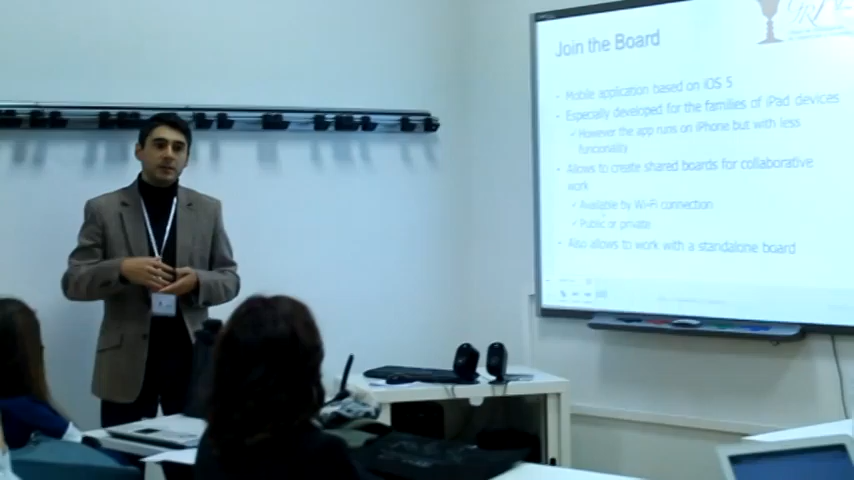 Join the Board
- Mobile application based on iOS 5
- Especially developed for the families of iPad devices
✓ However the app runs on iPhone but with less
functionality
- Allows to create shared boards for collaborative
work
✓ Available by Wi-Fi connection
✓ Public or private
- Also allows to work with a standalone board